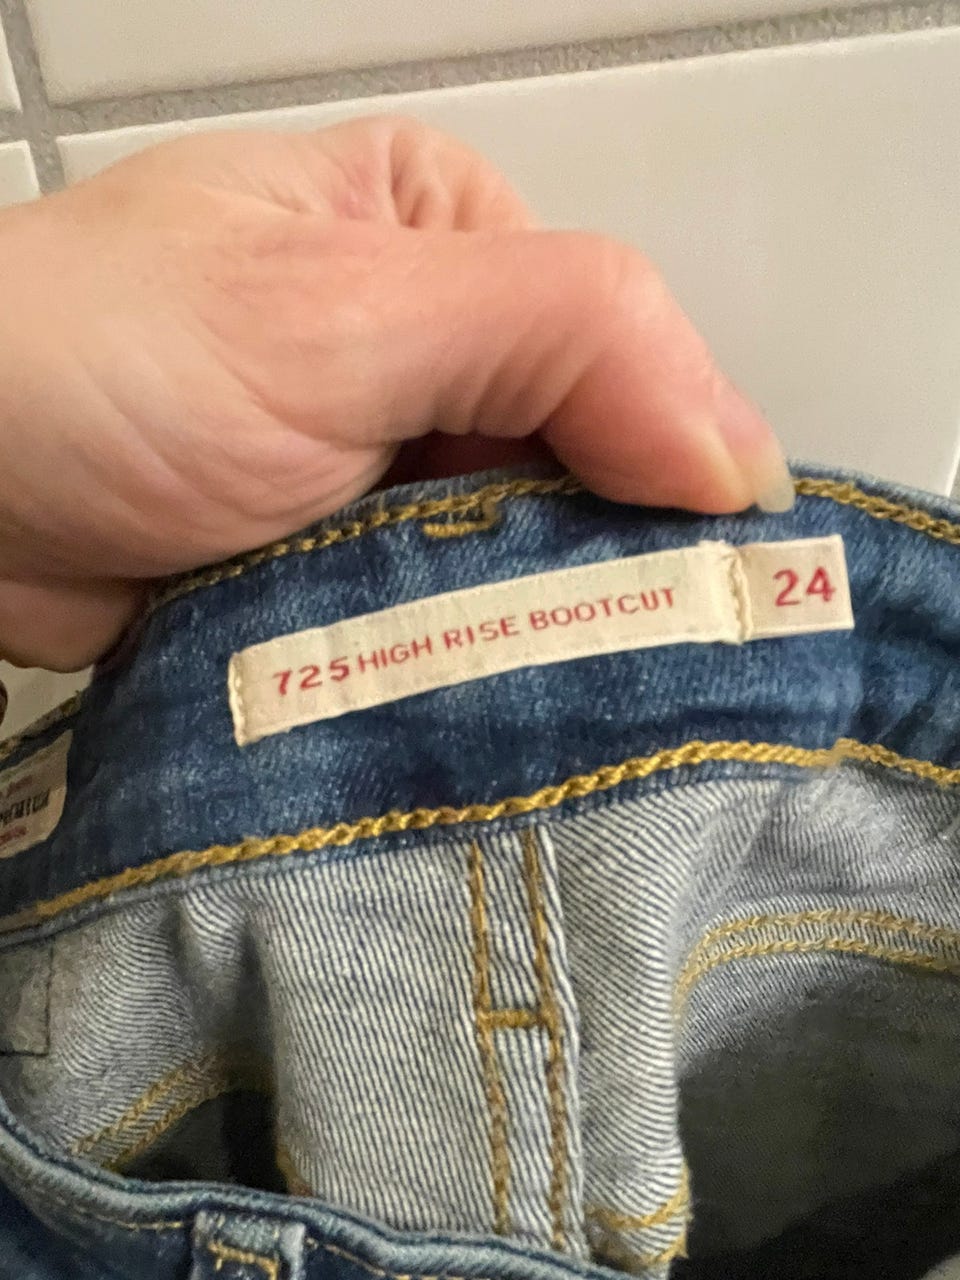 725 HIGH RISE BOOTCUT 24